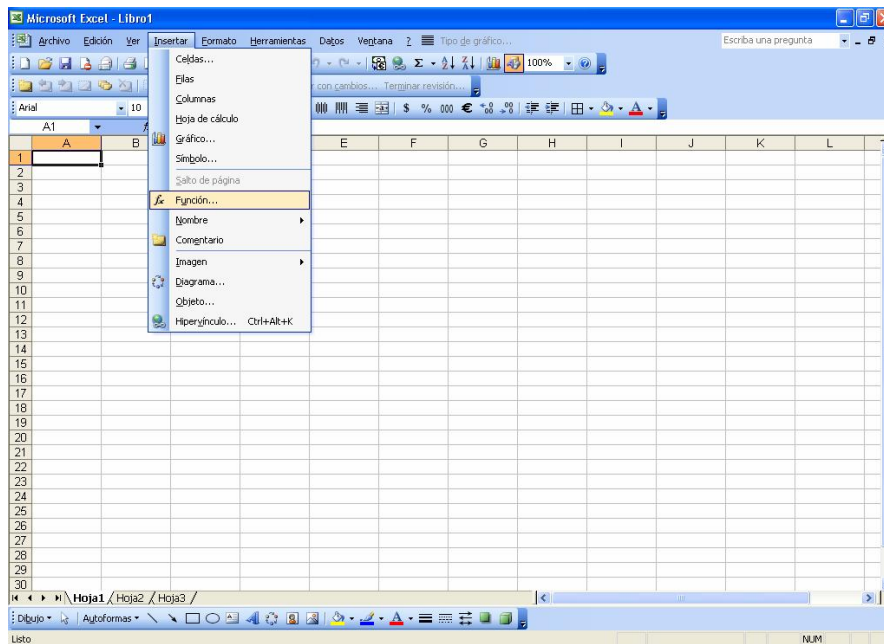 Microsoft Excel - Libro1
Archivo Edición Ver Insertar Formato Herramientas Datos Ventana ? Tipo de gráfico... Escriba una pregunta
Σ 100%
con cambios... Terminar revisión...
Arial 10 $ % 000 €
A1
A B E F G H I J K L
1
2
3
4
5
6
7
8
9
10
11
12
13
14
15
16
17
18
19
20
21
22
23
24
25
26
27
28
29
30
Celdas...
Filas
Columnas
Hoja de cálculo
Gráfico...
Símbolo...
Salto de página
fx Función...
Nombre
Comentario
Imagen
Diagrama...
Objeto...
Hipervínculo... Ctrl+Alt+K
Hoja1 Hoja2 Hoja3
Dibujo Autoformas
Listo NUM